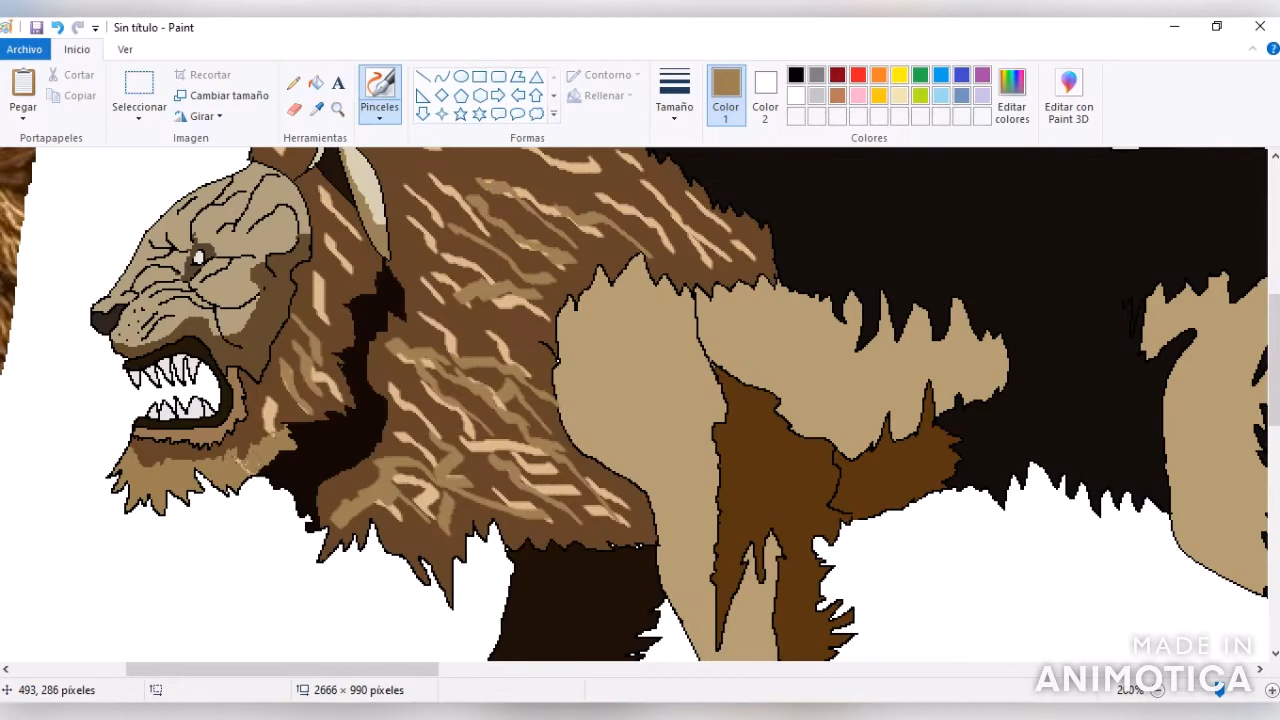 Sin título - Paint
Archivo Inicio Ver
Pegar
Cortar
Copiar
Portapapeles
Seleccionar
Recortar
Cambiar tamaño
Girar
Imagen
A
Herramientas
Pinceles
Contorno
Rellenar
Formas
Tamaño
Color 1
Color 2
Editar colores
Colores
Editar con Paint 3D
MADE IN
ANIMOTICA
493, 286 píxeles
2666 × 990 píxeles
200%